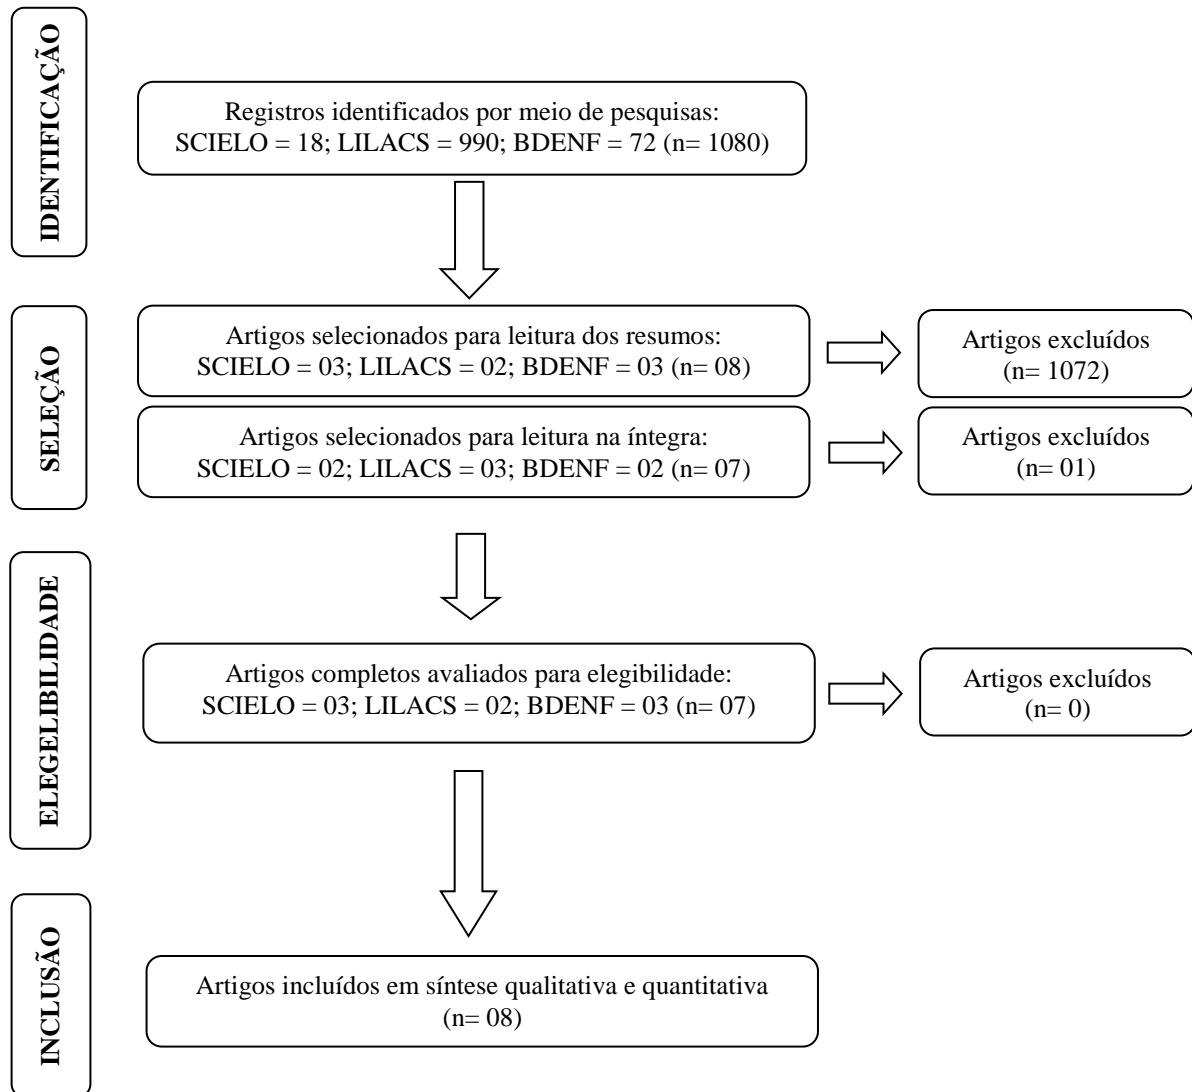 IDENTIFICAÇÃO
Registros identificados por meio de pesquisas:
SCIELO = 18; LILACS = 990; BDENF = 72 (n= 1080)
SELEÇÃO
Artigos selecionados para leitura dos resumos:
SCIELO = 03; LILACS = 02; BDENF = 03 (n= 08)
Artigos excluídos
(n= 1072)
Artigos selecionados para leitura na íntegra:
SCIELO = 02; LILACS = 03; BDENF = 02 (n= 07)
Artigos excluídos
(n= 01)
ELEGELIBILIDADE
Artigos completos avaliados para elegibilidade:
SCIELO = 03; LILACS = 02; BDENF = 03 (n= 07)
Artigos excluídos
(n= 0)
INCLUSÃO
Artigos incluídos em síntese qualitativa e quantitativa
(n= 08)